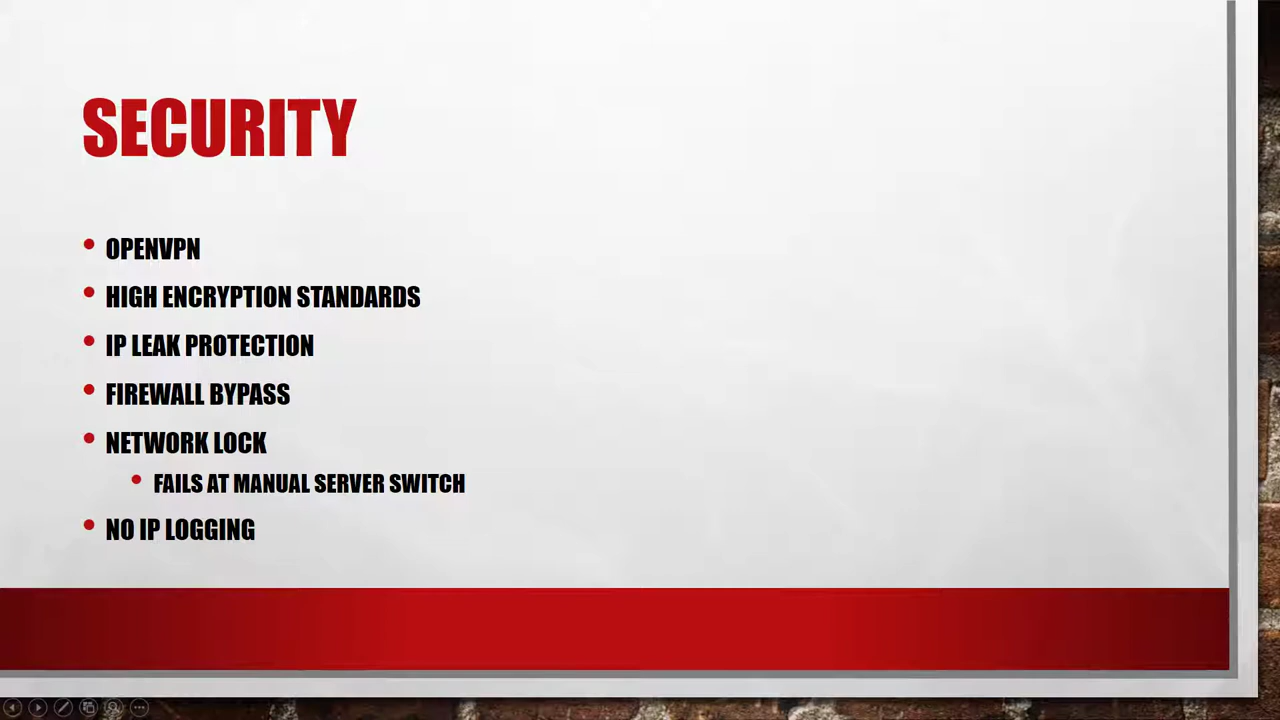 SECURITY
OPENVPN
HIGH ENCRYPTION STANDARDS
IP LEAK PROTECTION
FIREWALL BYPASS
NETWORK LOCK
FAILS AT MANUAL SERVER SWITCH
NO IP LOGGING